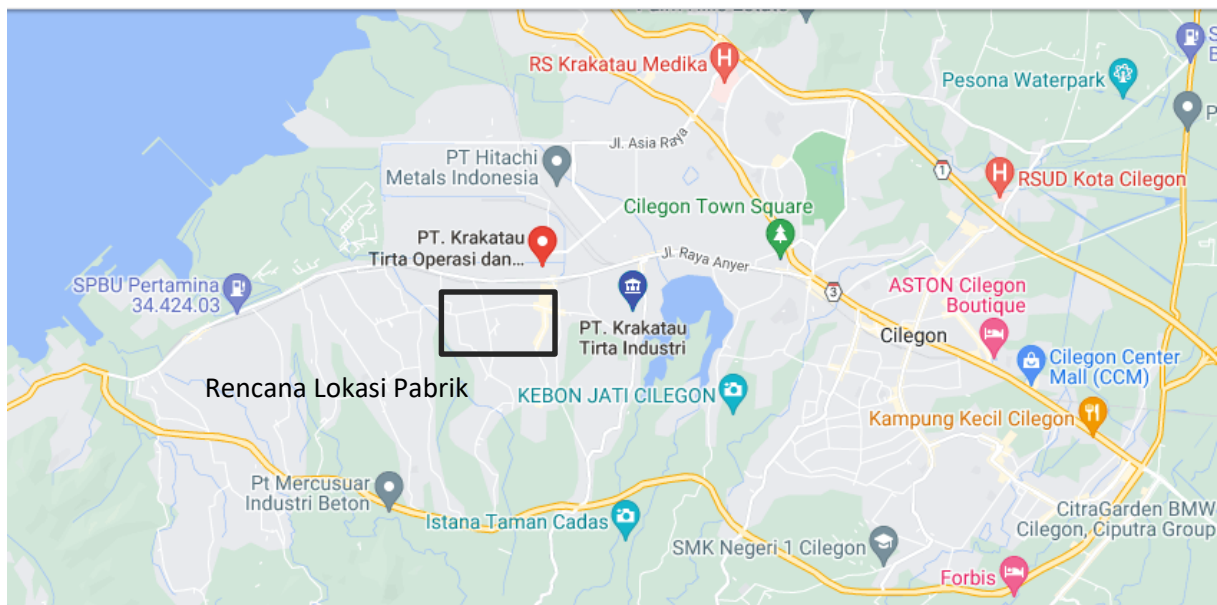 RS Krakatau Medika
Pesona Waterpark
Jl. Asia Raya
PT Hitachi
Metals Indonesia
1
RSUD Kota Cilegon
Cilegon Town Square
PT. Krakatau
Tirta Operasi dan...
Jl. Raya Anyer
SPBU Pertamina
34.424.03
3
ASTON Cilegon
Boutique
PT. Krakatau
Tirta Industri
Cilegon
Cilegon Center
Mall (CCM)
Rencana Lokasi Pabrik
KEBON JATI CILEGON
Kampung Kecil Cilegon
Pt Mercusuar
Industri Beton
Istana Taman Cadas
CitraGarden BMW
Cilegon, Ciputra Group
SMK Negeri 1 Cilegon
Forbis